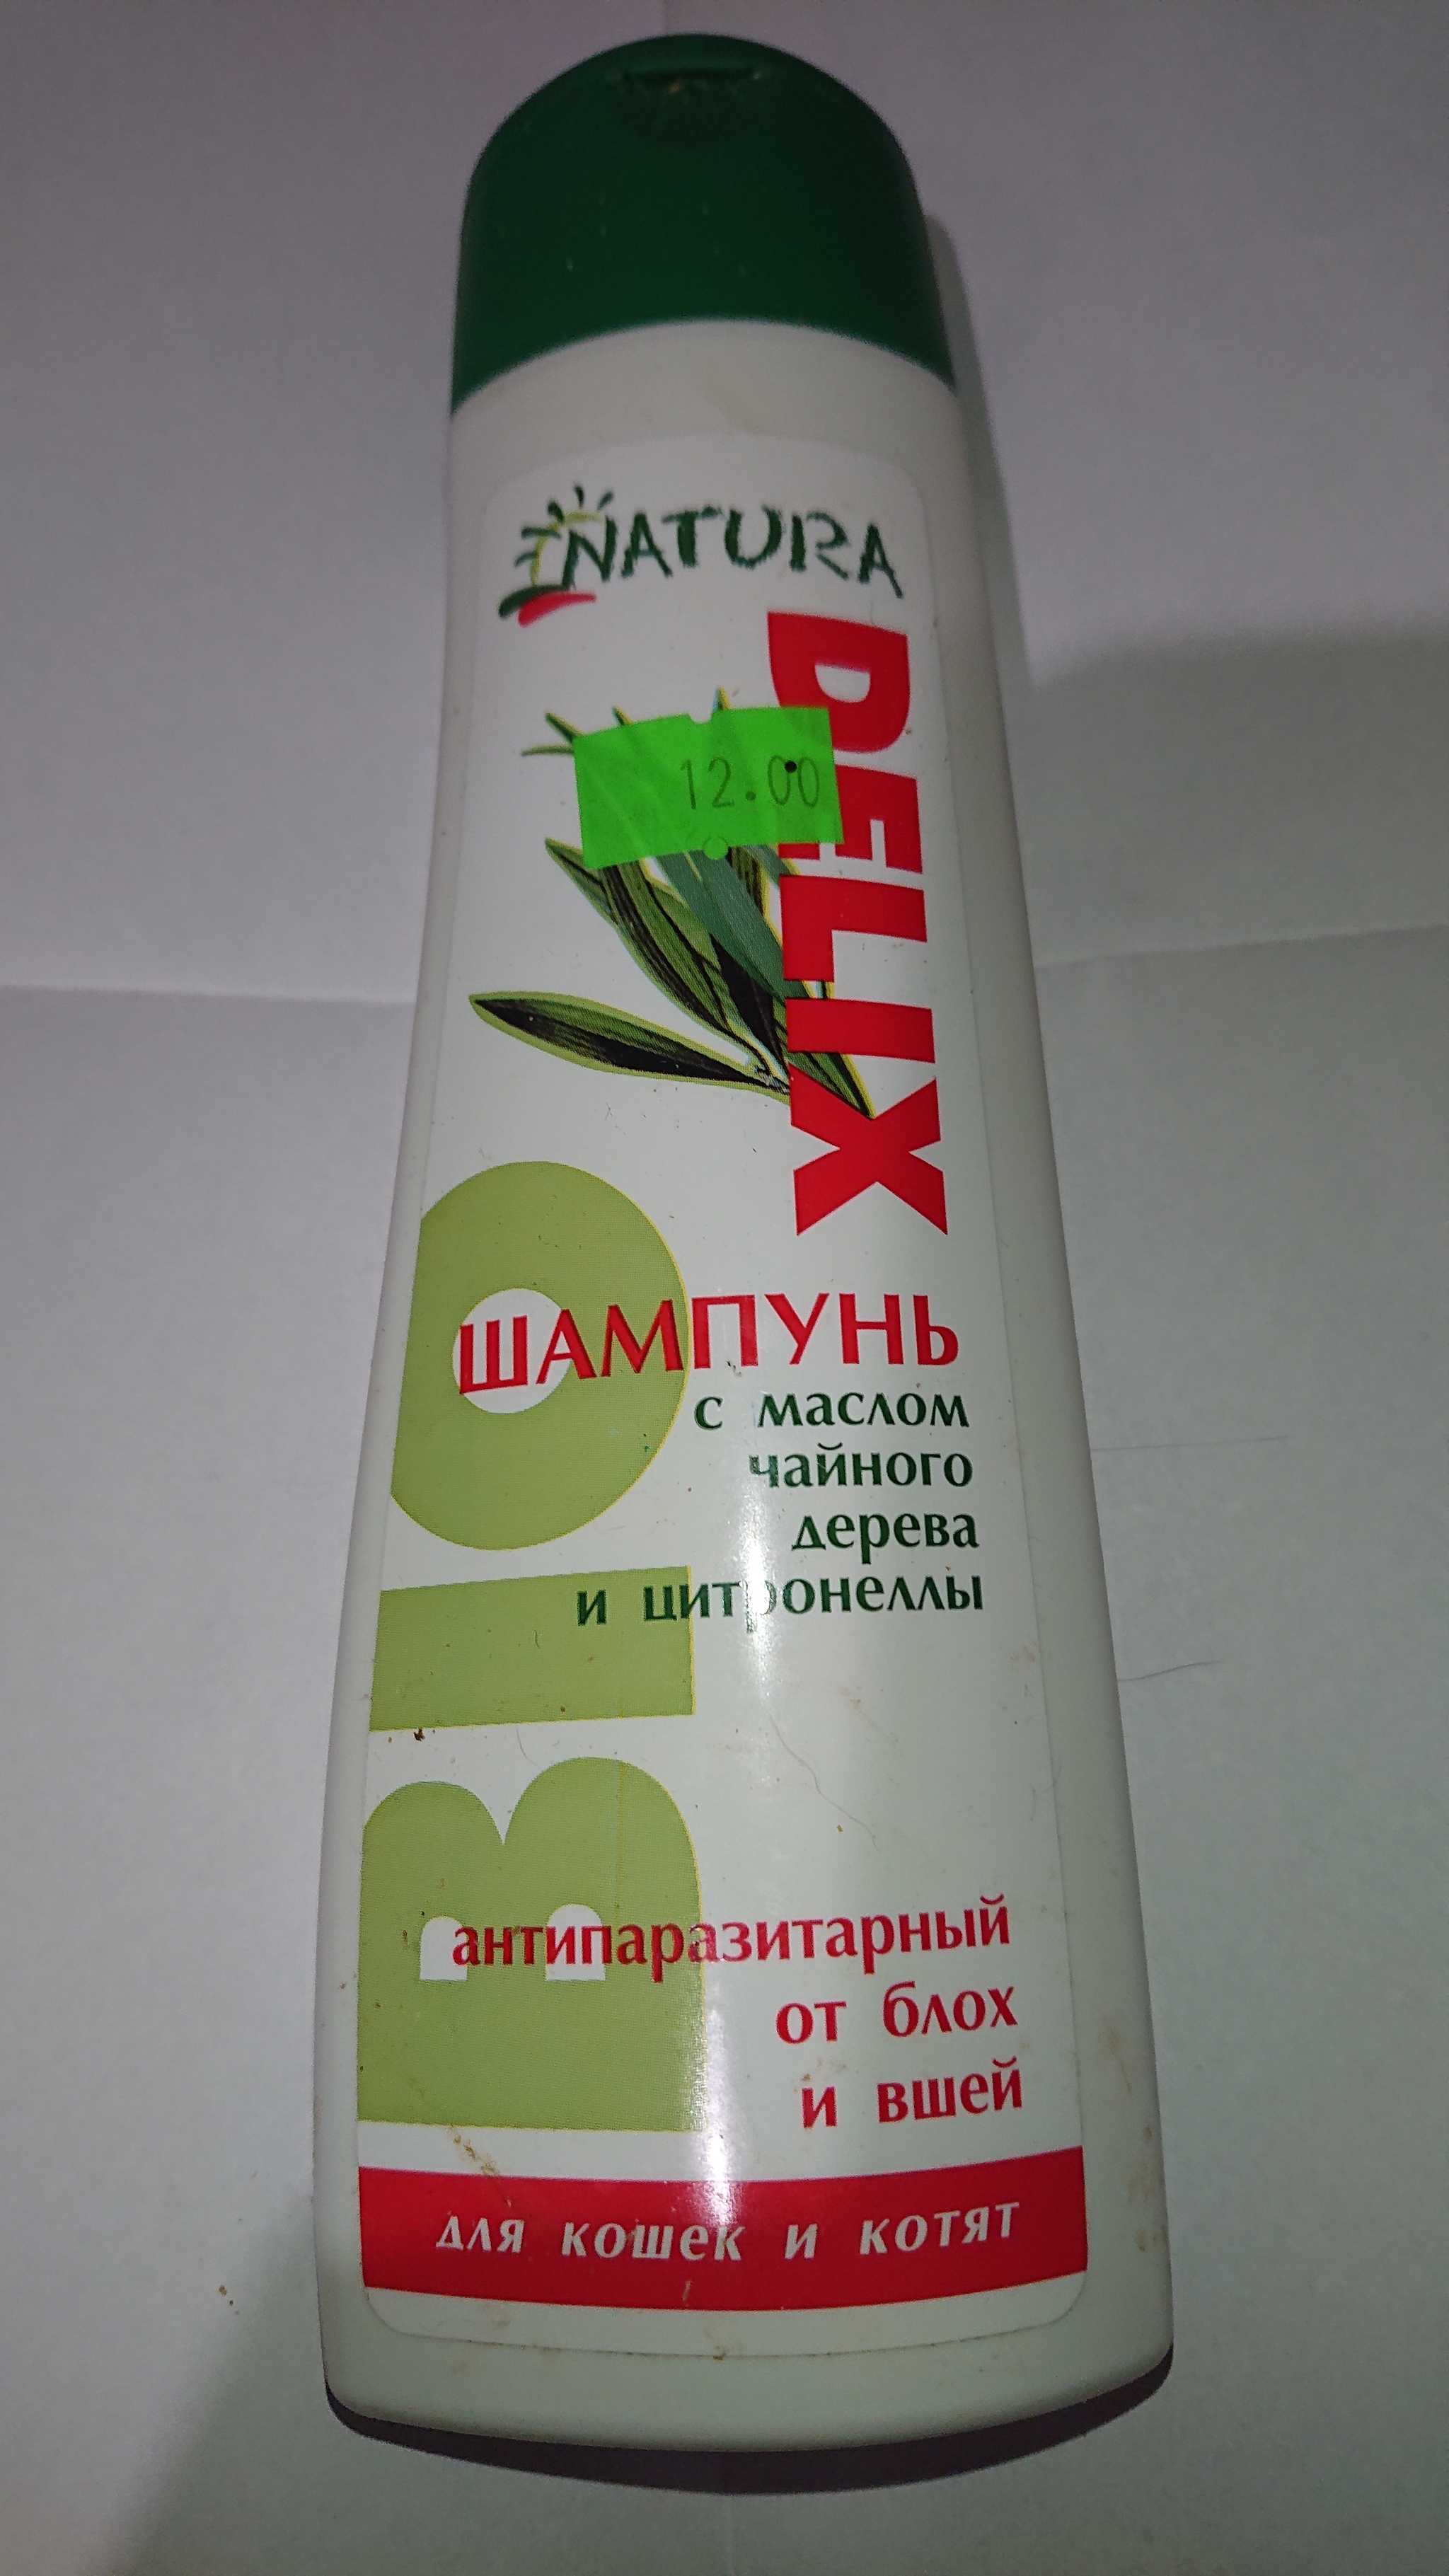 NATURA
DELIX
12.00
BIO
ШАМПУНЬ
с маслом
чайного
дерева
и цитронеллы
антипаразитарный
от блох
и вшей
для кошек и котят